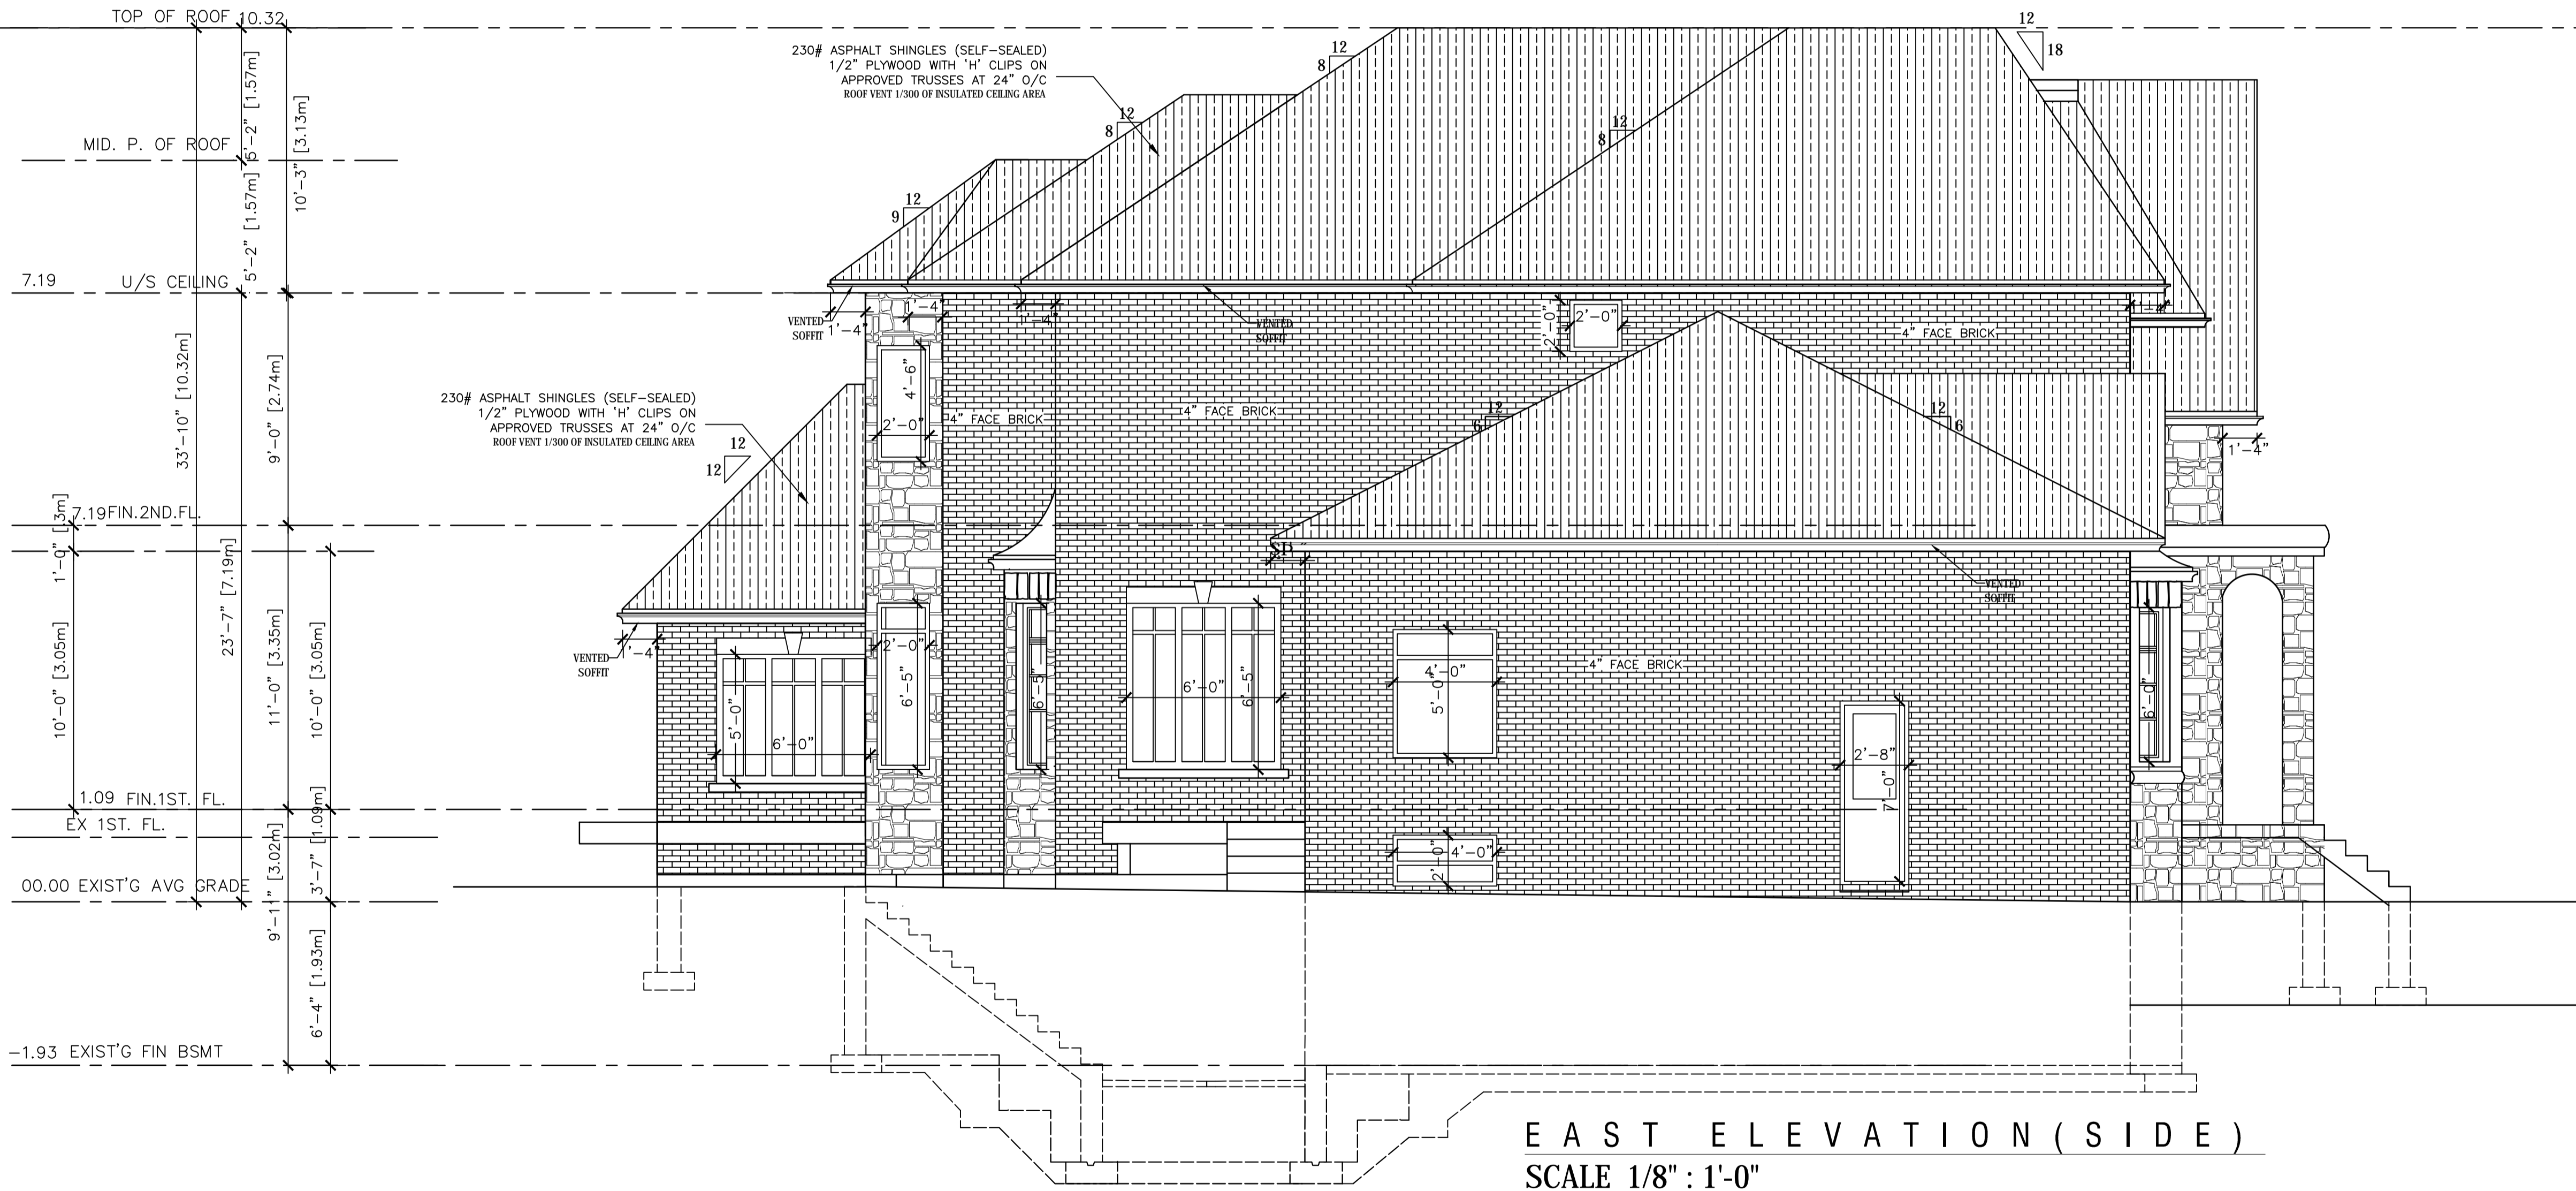 TOP OF ROOF 10.32
5'-2" [1.57m]
10'-3" [3.13m]
MID. P. OF ROOF
5'-2" [1.57m]
7.19 U/S CEILING
33'-10" [10.32m]
9'-0" [2.74m]
1'-0" [.3m]
7.19 FIN.2ND.FL.
23'-7" [7.19m]
10'-0" [3.05m]
11'-0" [3.35m]
10'-0" [3.05m]
1.09 FIN.1ST. FL.
EX 1ST. FL.
3'-7" [1.09m]
9'-11" [3.02m]
00.00 EXIST'G AVG GRADE
6'-4" [1.93m]
-1.93 EXIST'G FIN BSMT
230# ASPHALT SHINGLES (SELF-SEALED)
1/2" PLYWOOD WITH 'H' CLIPS ON
APPROVED TRUSSES AT 24" O/C
ROOF VENT 1/300 OF INSULATED CEILING AREA
12
8
12
8
12
8
12
9
12
18
VENTED
SOFFIT
1'-4"
1'-4"
1'-4"
VENTED
SOFFIT
2'-0"
2'-0"
4" FACE BRICK
230# ASPHALT SHINGLES (SELF-SEALED)
1/2" PLYWOOD WITH 'H' CLIPS ON
APPROVED TRUSSES AT 24" O/C
ROOF VENT 1/300 OF INSULATED CEILING AREA
12
12
4'-6"
2'-0"
4" FACE BRICK
4" FACE BRICK
12
6
12
6
1'-4"
VENTED
SOFFIT
VENTED
SOFFIT
1'-4"
5'-0"
6'-0"
2'-0"
6'-5"
6'-5"
6'-0"
6'-5"
4'-0"
5'-0"
4" FACE BRICK
2'-8"
7'-0"
6'-0"
2'-0"
4'-0"
EAST ELEVATION(SIDE)
SCALE 1/8" : 1'-0"